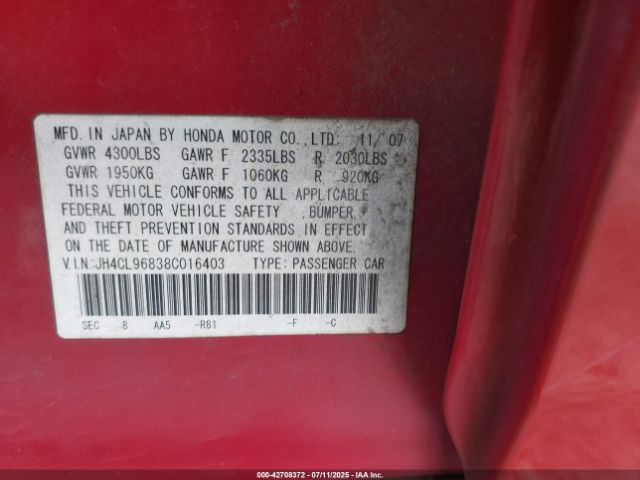 MFD. IN JAPAN BY HONDA MOTOR CO., LTD. 11/07
GVWR 4300LBS GAWR F 2335LBS R 2030LBS
GVWR 1950KG GAWR F 1060KG R 920KG
THIS VEHICLE CONFORMS TO ALL APPLICABLE
FEDERAL MOTOR VEHICLE SAFETY , BUMPER,
AND THEFT PREVENTION STANDARDS IN EFFECT
ON THE DATE OF MANUFACTURE SHOWN ABOVE.
V.I.N:JH4CL96838C016403 TYPE: PASSENGER CAR
SEC 8 AA5 -R81 -F -C
000-42708372 - 07/11/2025 - IAA Inc.